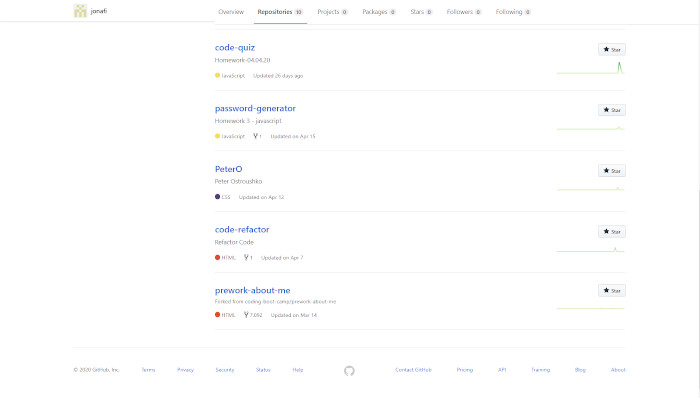 jonafi
Overview Repositories 10 Projects 0 Packages 0 Stars 0 Followers 0 Following 0
code-quiz
Star
Homework-04.04.20
JavaScript Updated 26 days ago
password-generator
Star
Homework 3 - javascript
JavaScript 1 Updated on Apr 15
PeterO
Star
Peter Ostroushko
CSS Updated on Apr 12
code-refactor
Star
Refactor Code
HTML 1 Updated on Apr 7
prework-about-me
Star
Forked from coding-boot-camp/prework-about-me
HTML 7,092 Updated on Mar 14
© 2020 GitHub, Inc. Terms Privacy Security Status Help Contact GitHub Pricing API Training Blog About